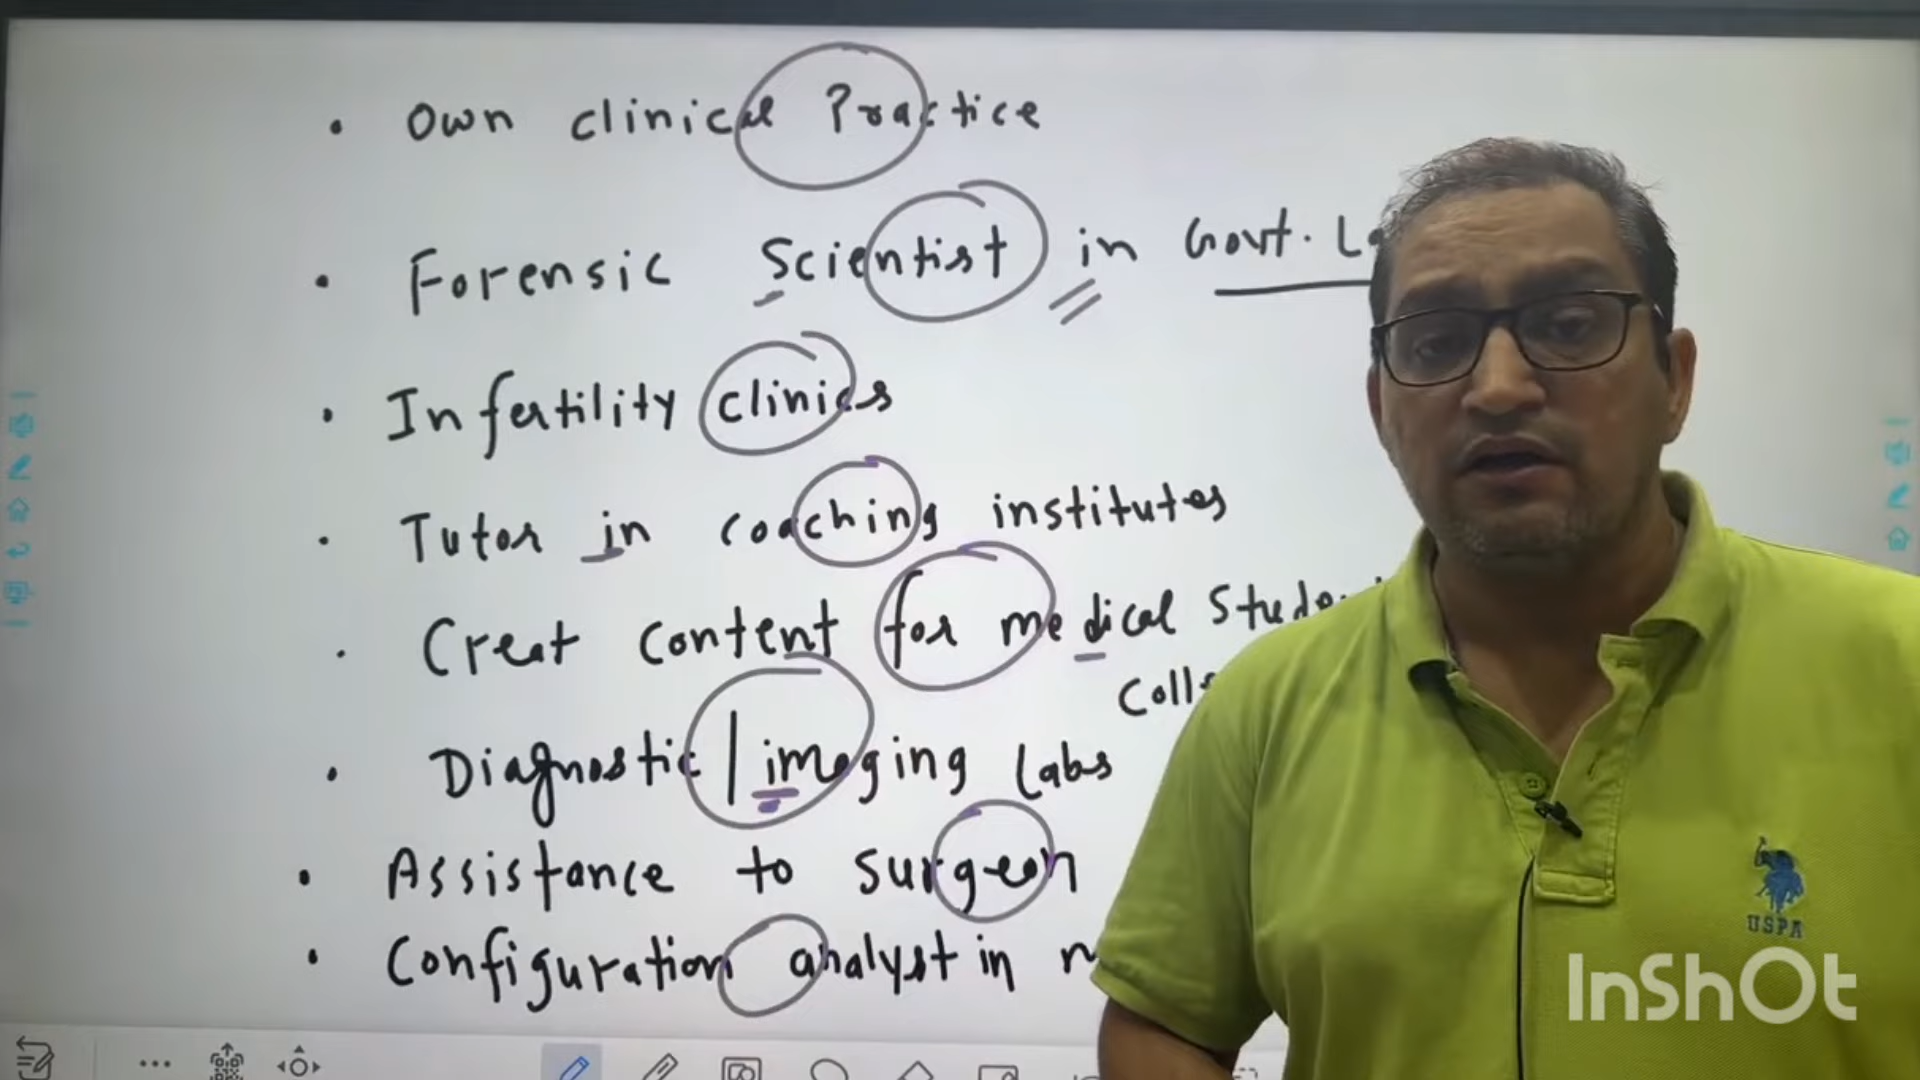 • Own clinical Practice
• Forensic Scientist in Govt.
• Infertility clinics
• Tutor in coaching institutes
• Creat content for medical
• Diagnostic/imaging Labs
• Assistance to surgeon
• Configuration analyst in
USPA
InShOt